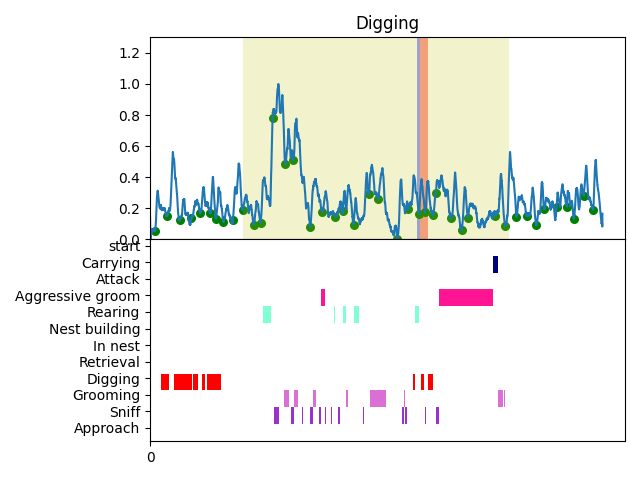 Digging
1.2
1.0
0.8
0.6
0.4
0.2
0.0
start
Carrying
Attack
Aggressive groom
Rearing
Nest building
In nest
Retrieval
Digging
Grooming
Sniff
Approach
0